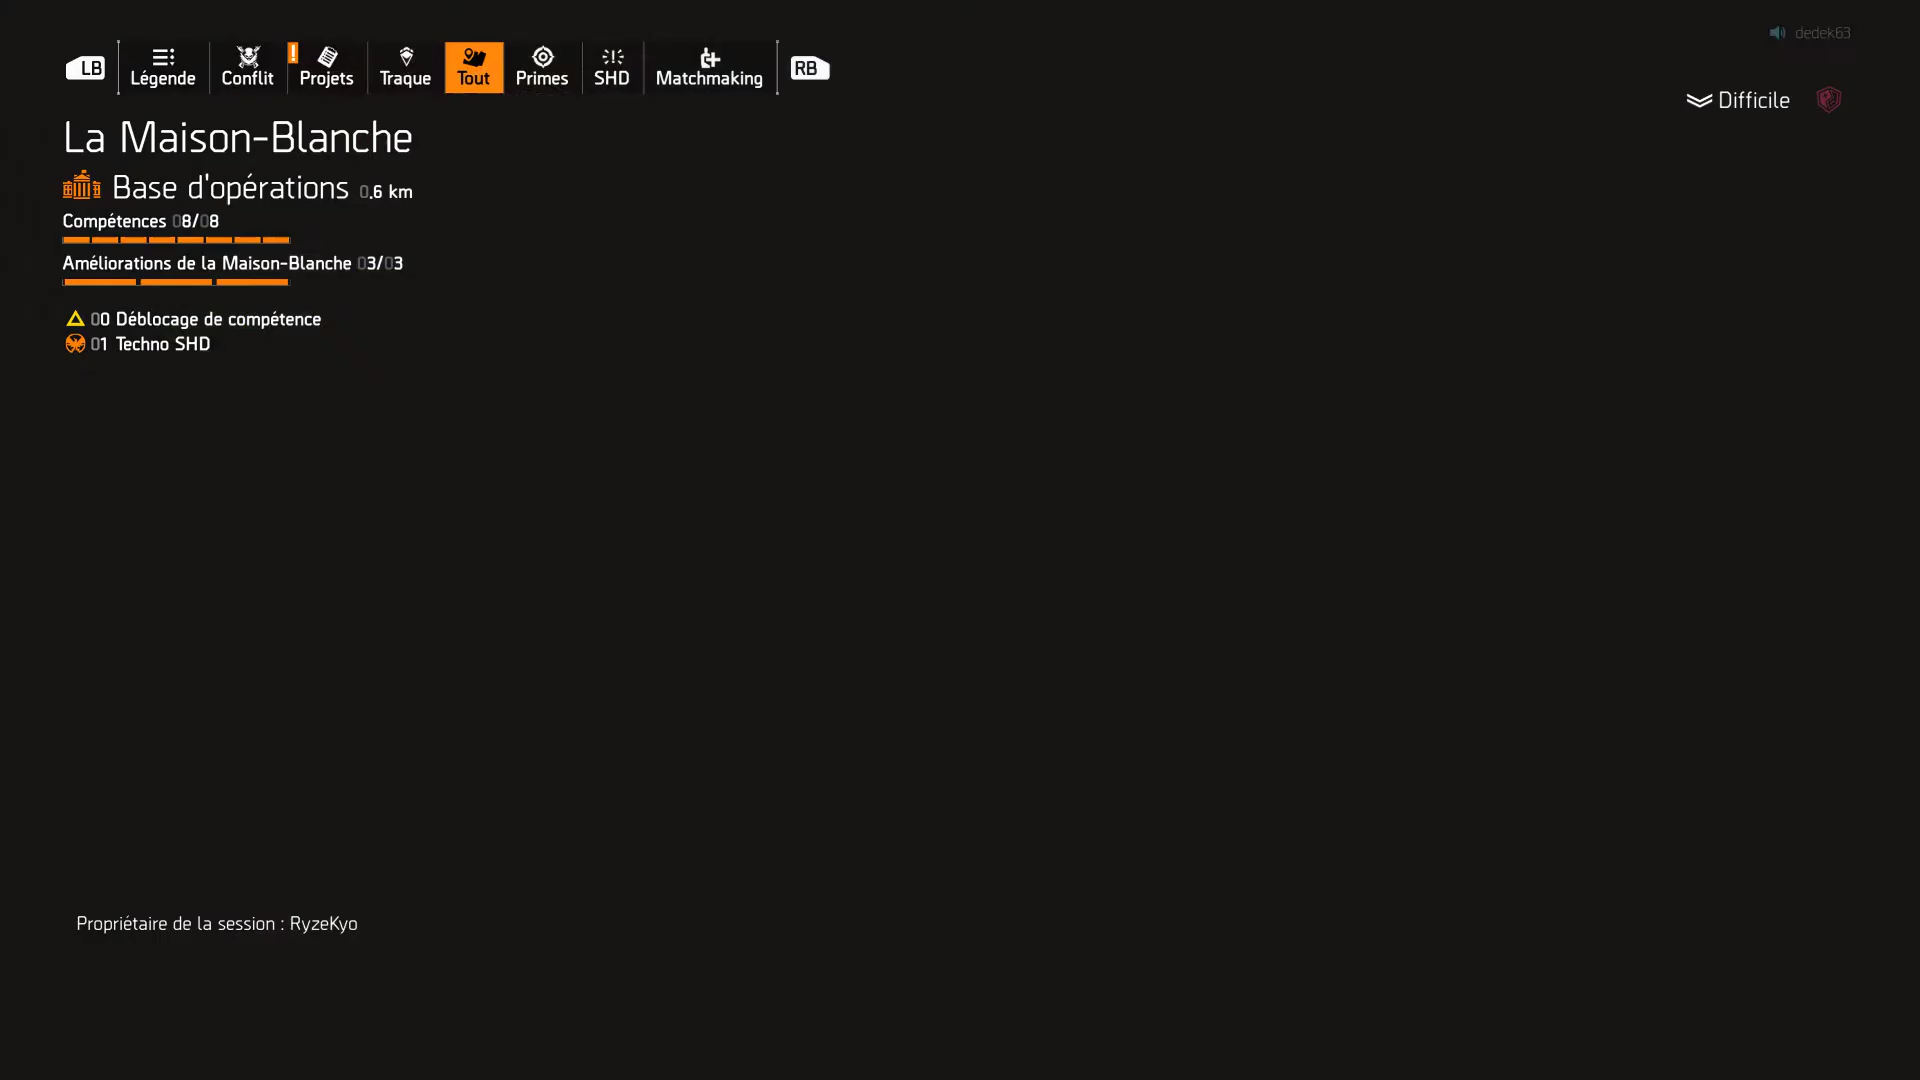 dedek63
LB Légende Conflit ! Projets Traque Tout Primes SHD Matchmaking RB
Difficile
La Maison-Blanche
Base d'opérations 0.6 km
Compétences 08/08
Améliorations de la Maison-Blanche 03/03
00 Déblocage de compétence
01 Techno SHD
Propriétaire de la session : RyzeKyo